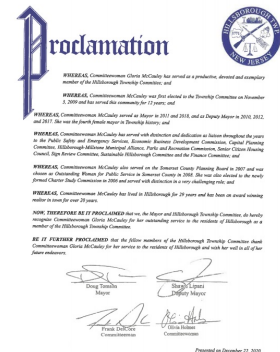 Proclamation
HILLSBOROUGH TWP.
NEW JERSEY
WHEREAS, Committeewoman Gloria McCauley has served as a productive, devoted and exemplary
member of the Hillsborough Township Committee; and
WHEREAS, Committeewoman McCauley was first elected to the Township Committee on
November 3, 2009 and has served this community for 12 years; and
WHEREAS, Committeewoman McCauley served as Mayor in 2011 and 2018, and as Deputy Mayor in 2010, 2012,
and 2017. She was the fourth female mayor in Township history; and
WHEREAS, Committeewoman McCauley has served with distinction and dedication as liaison throughout the years
to the Public Safety and Emergency Services, Economic Business Development Commission, Capital Planning
Committee, Hillsborough-Millstone Municipal Alliance, Parks and Recreation Commission, Senior Citizen Housing
Council, Sign Review Committee, Sustainable Hillsborough Committee and the Finance Committee; and
WHEREAS, Committeewoman McCauley also served on the Somerset County Planning Board in 2007 and was
chosen as Outstanding Woman for Public Service in Somerset County in 2008. She was also elected to the newly
formed Charter Study Commission in 2006 and served with distinction in a very challenging role; and
WHEREAS, Committeewoman McCauley has lived in Hillsborough for 29 years and has been an award winning
realtor in town for over 20 years.
NOW, THEREFORE BE IT PROCLAIMED that we, the Mayor and Hillsborough Township Committee, do hereby
recognize Committeewoman McCauley for her outstanding service to the residents of Hillsborough as a
member of the Hillsborough Township Committee.
BE IT FURTHER PROCLAIMED that the fellow members of the Hillsborough Township Committee thank
Committeewoman McCauley for her service to the residents of Hillsborough and wish her well in all of her
future endeavors.
Doug Tomson
Mayor
Shawn Lipani
Deputy Mayor
Frank DelCore
Committeeman
Olivia Holmes
Committeewoman
Presented on December 22, 2020